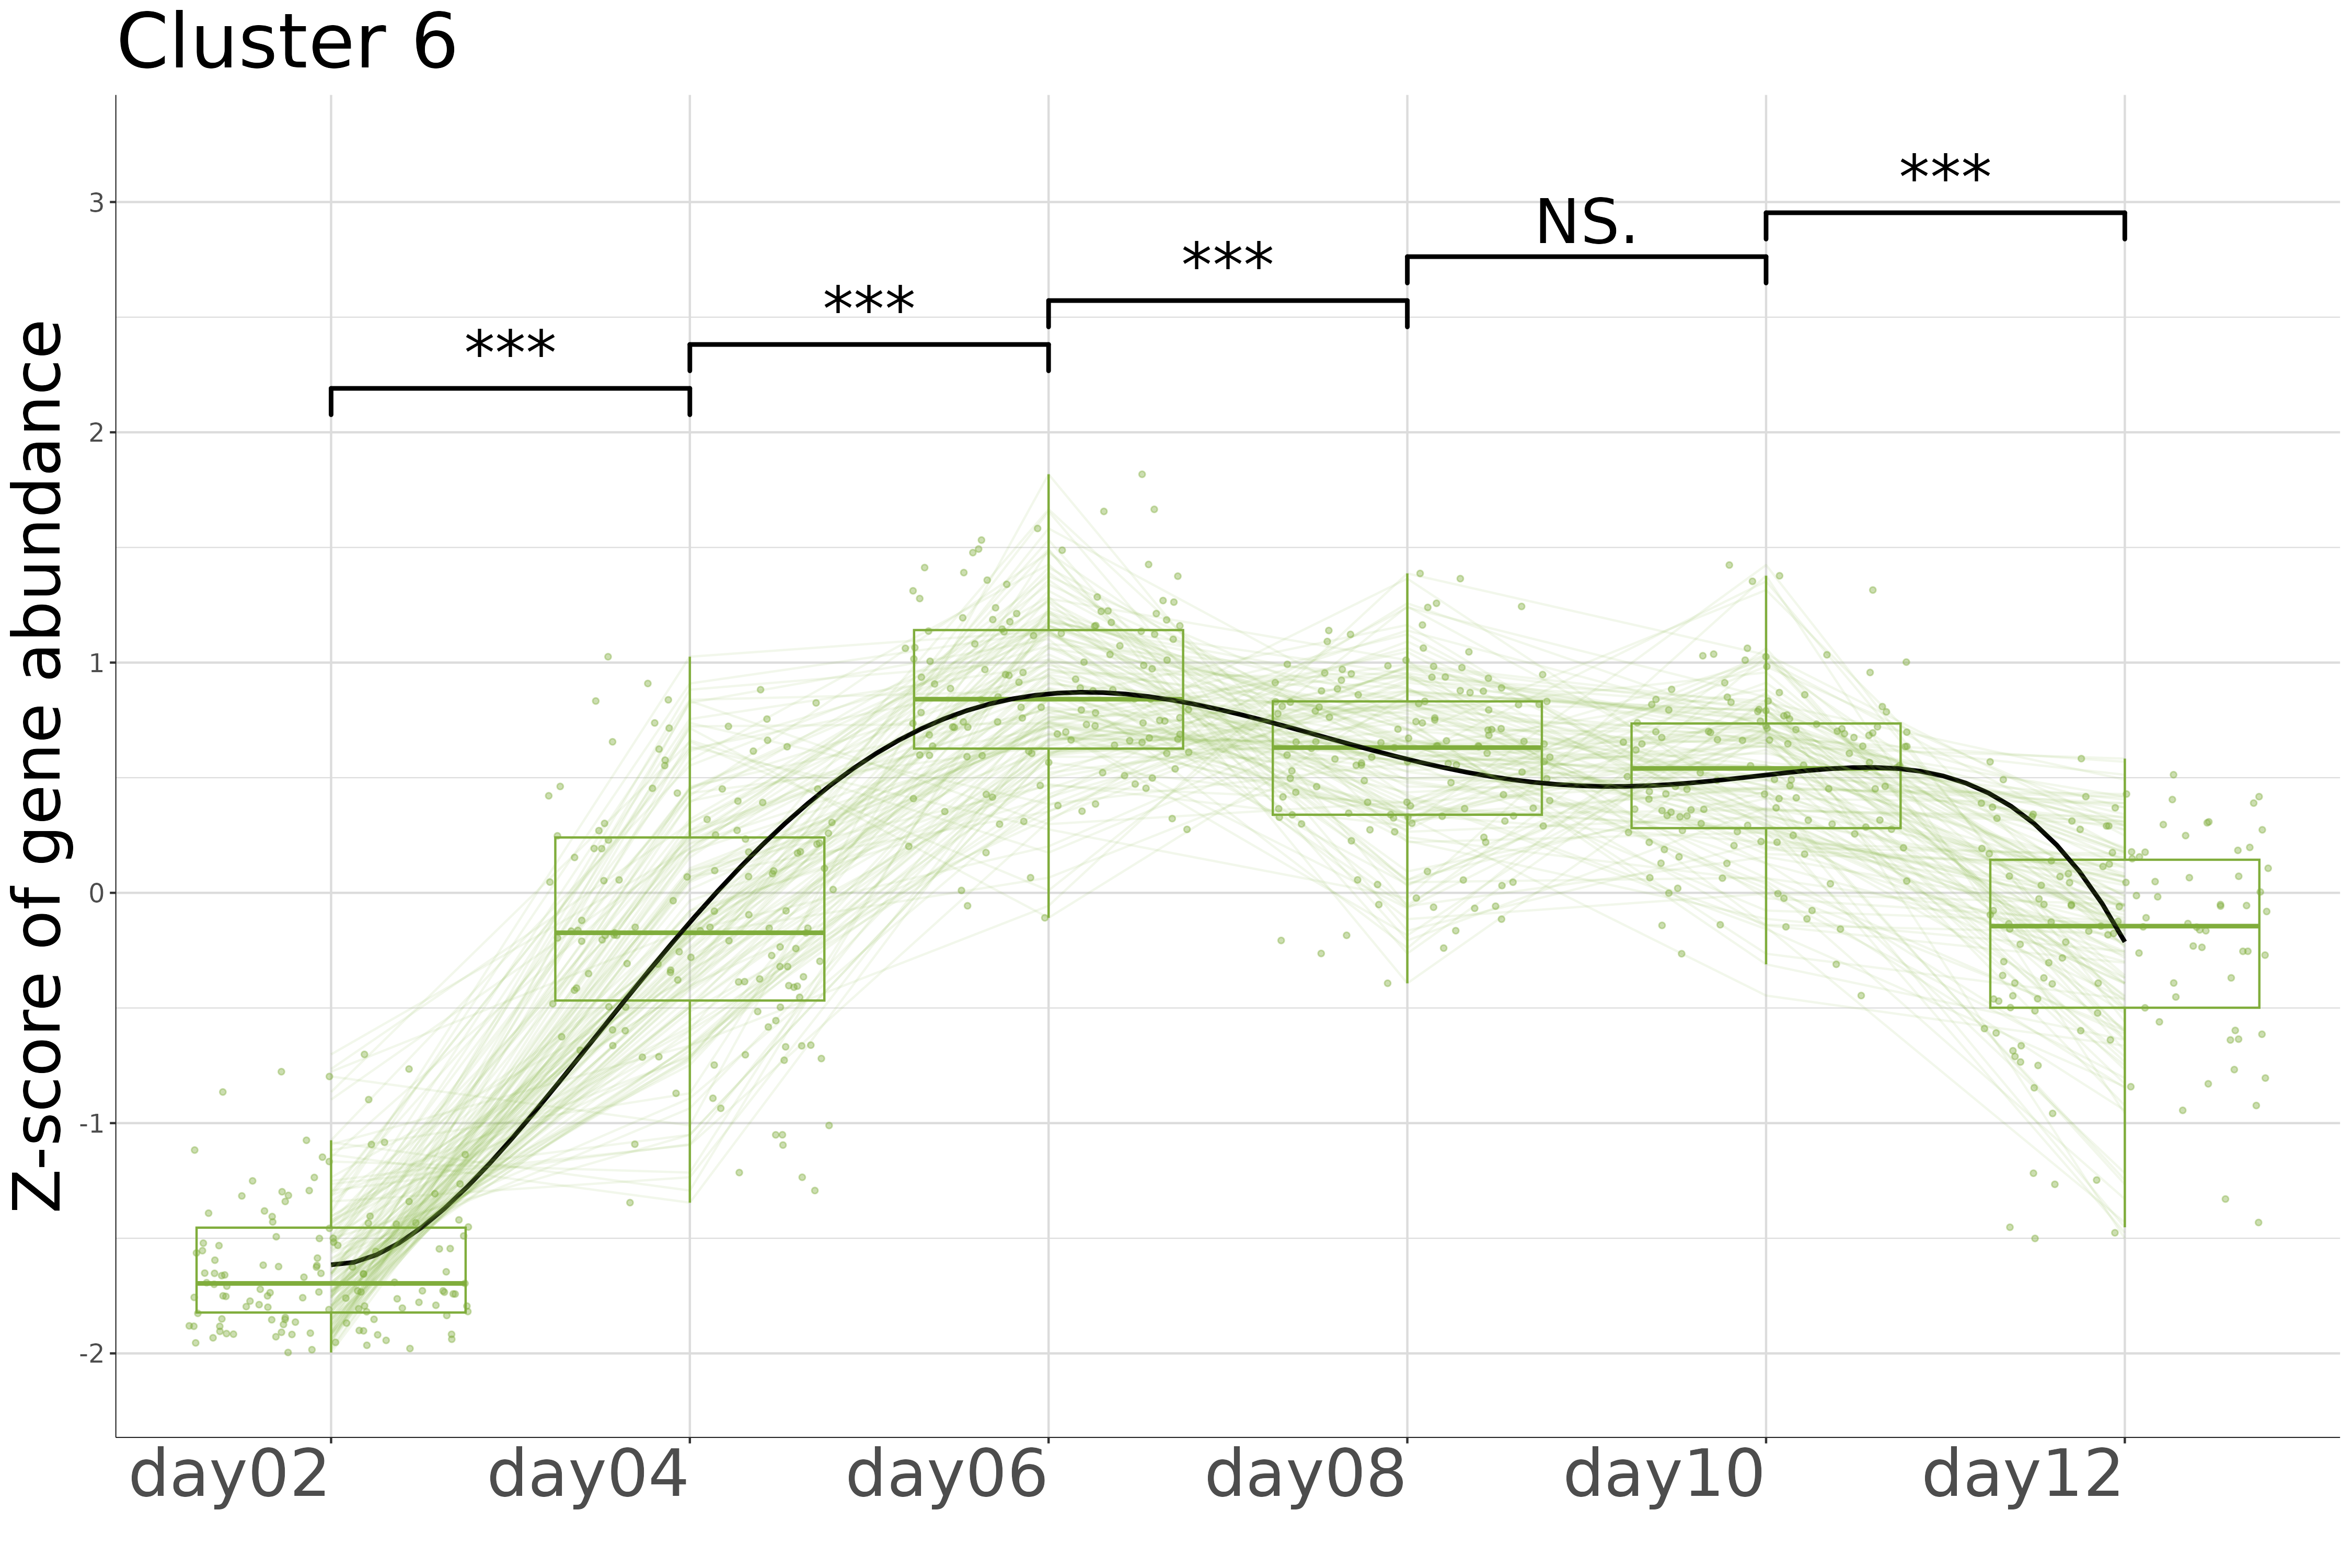 Cluster 6
***
NS.
***
***
***
3
2
1
0
-1
-2
Z-score of gene abundance
day02 day04 day06 day08 day10 day12